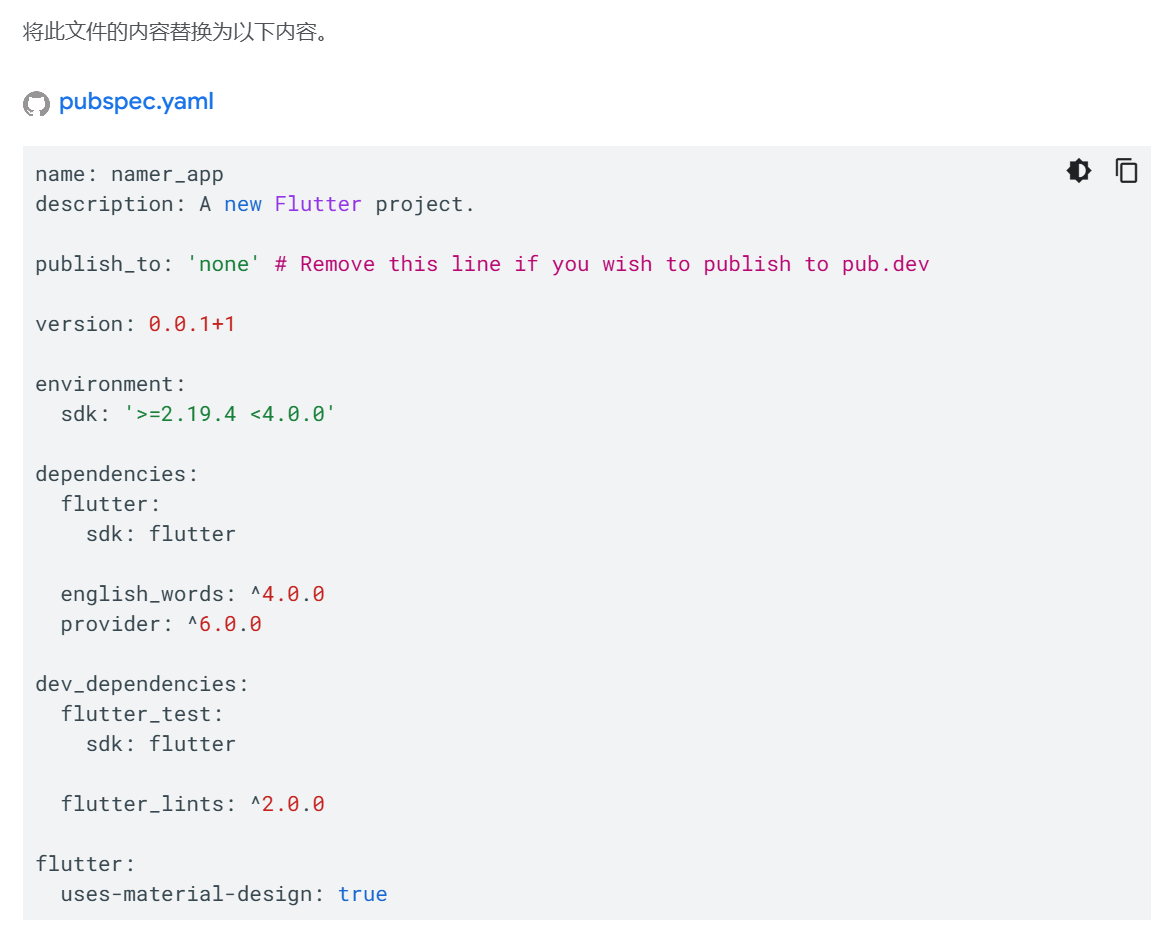 将此文件的内容替换为以下内容。
pubspec.yaml
name: namer_app
description: A new Flutter project.

publish_to: 'none' # Remove this line if you wish to publish to pub.dev

version: 0.0.1+1

environment:
  sdk: '>=2.19.4 <4.0.0'

dependencies:
  flutter:
    sdk: flutter

  english_words: ^4.0.0
  provider: ^6.0.0

dev_dependencies:
  flutter_test:
    sdk: flutter

  flutter_lints: ^2.0.0

flutter:
  uses-material-design: true